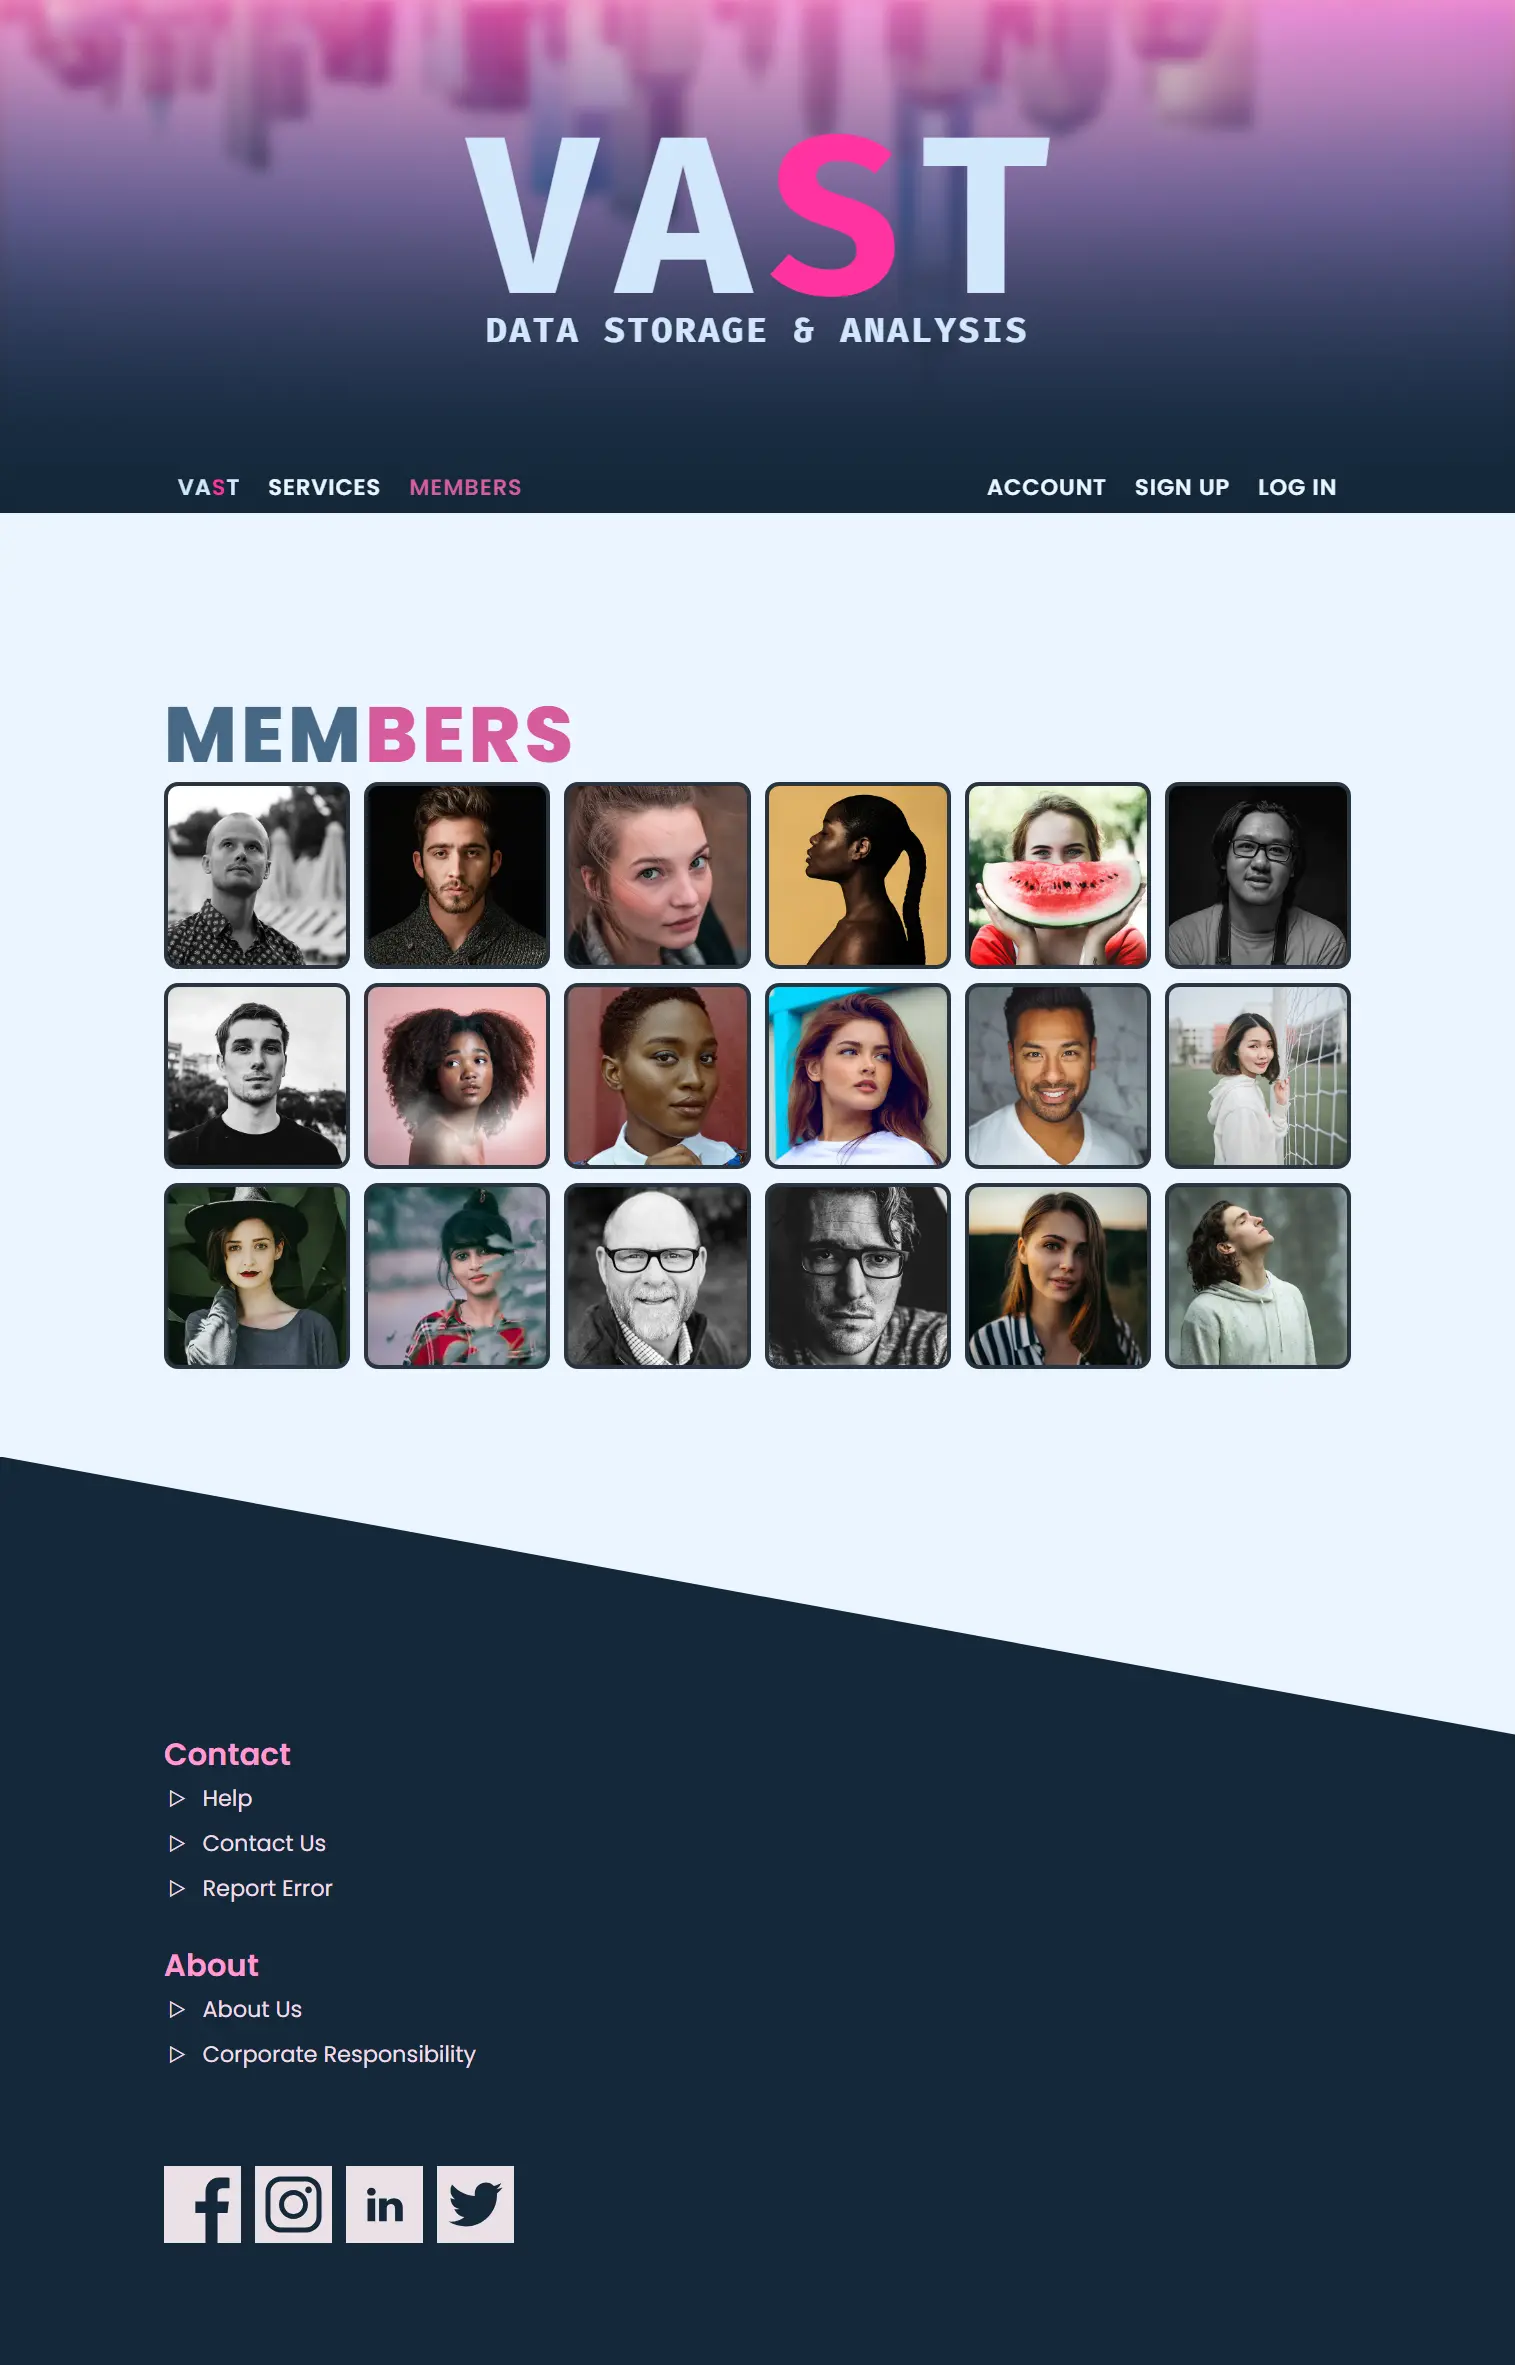 VAST
DATA STORAGE & ANALYSIS
VAST SERVICES MEMBERS ACCOUNT SIGN UP LOG IN
MEMBERS
Contact
Help
Contact Us
Report Error
About
About Us
Corporate Responsibility
in